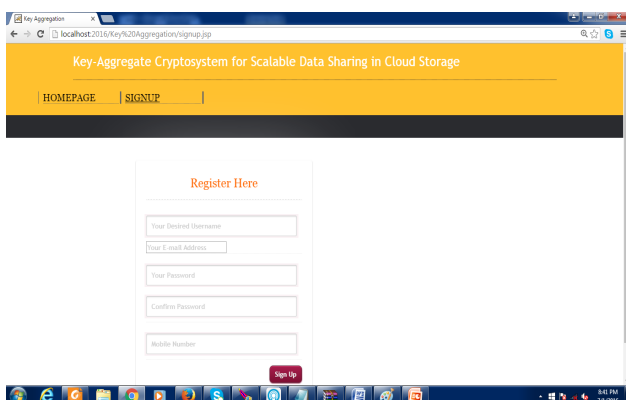 Key Aggregation
localhost:2016/Key%20Aggregation/signup.jsp
Key-Aggregate Cryptosystem for Scalable Data Sharing in Cloud Storage
HOMEPAGE SIGNUP
Register Here
Your Desired Username
Your E-mail Address
Your Password
Confirm Password
Mobile Number
Sign Up
8:41 PM